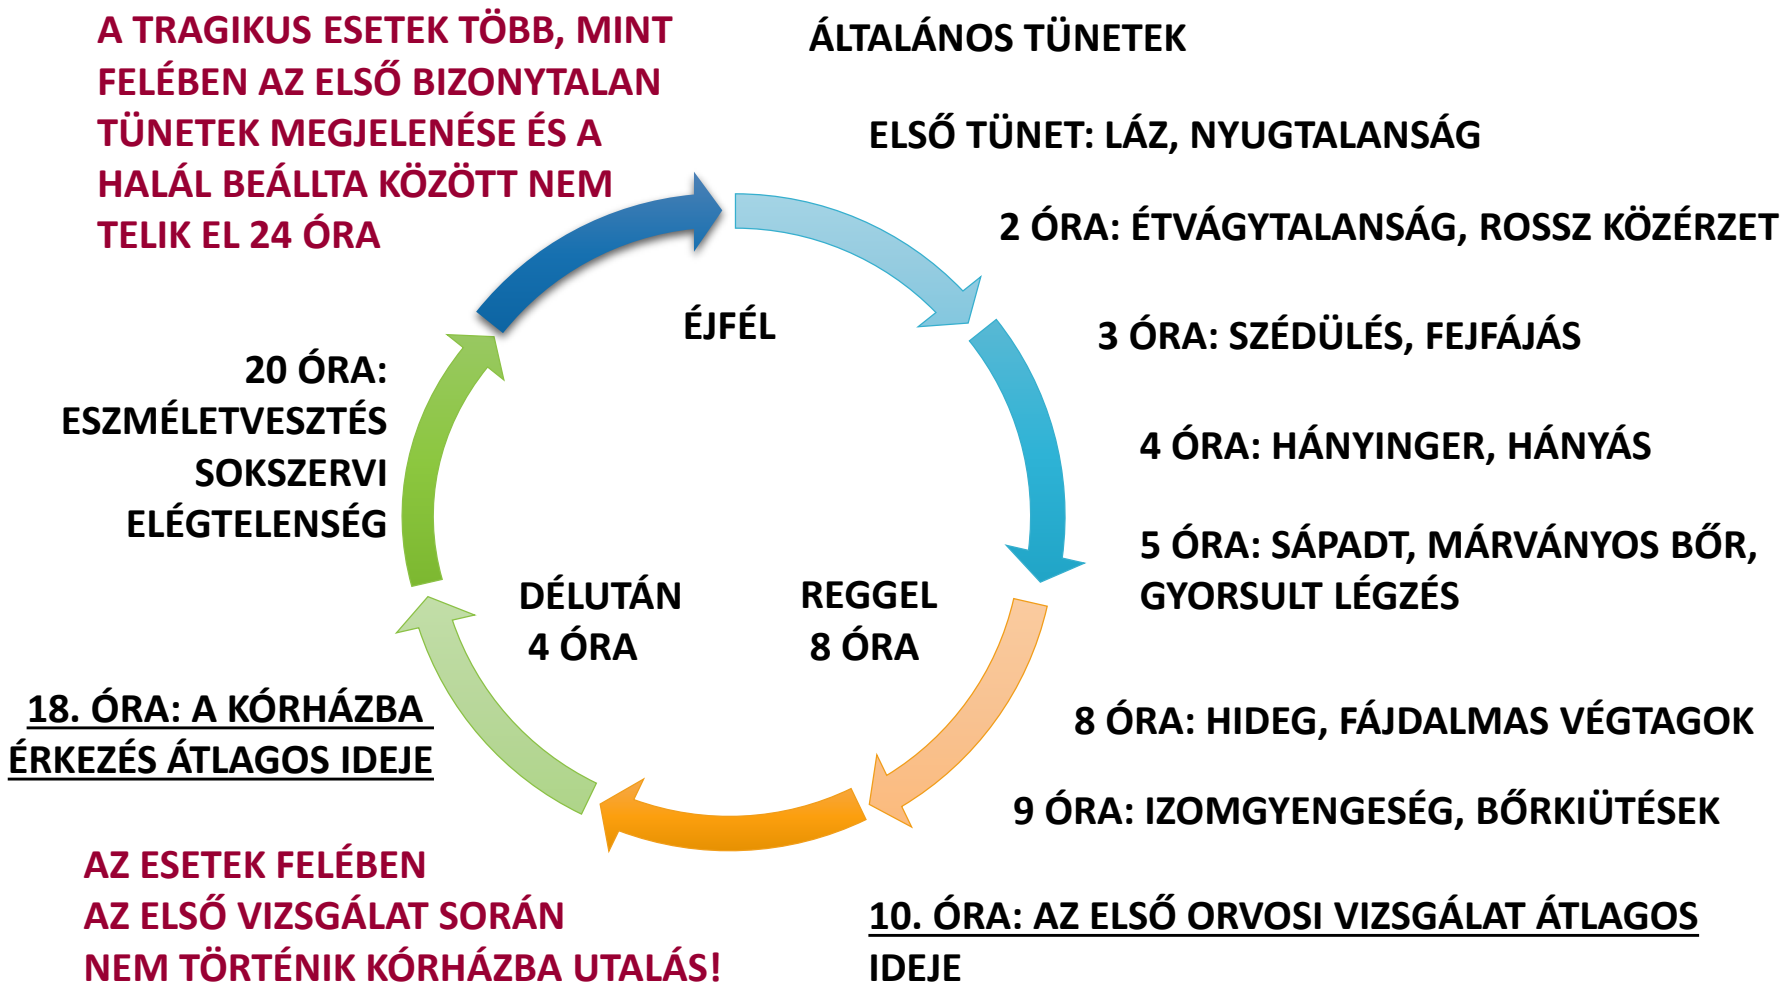 A TRAGIKUS ESETEK TÖBB, MINT
FELÉBEN AZ ELSŐ BIZONYTALAN
TÜNETEK MEGJELENÉSE ÉS A
HALÁL BEÁLLTA KÖZÖTT NEM
TELIK EL 24 ÓRA
ÁLTALÁNOS TÜNETEK
ELSŐ TÜNET: LÁZ, NYUGTALANSÁG
2 ÓRA: ÉTVÁGYTALANSÁG, ROSSZ KÖZÉRZET
3 ÓRA: SZÉDÜLÉS, FEJFÁJÁS
4 ÓRA: HÁNYINGER, HÁNYÁS
5 ÓRA: SÁPADT, MÁRVÁNYOS BŐR,
GYORSULT LÉGZÉS
8 ÓRA: HIDEG, FÁJDALMAS VÉGTAGOK
9 ÓRA: IZOMGYENGESÉG, BŐRKIÜTÉSEK
10. ÓRA: AZ ELSŐ ORVOSI VIZSGÁLAT ÁTLAGOS
IDEJE
ÉJFÉL
REGGEL
8 ÓRA
DÉLUTÁN
4 ÓRA
20 ÓRA:
ESZMÉLETVESZTÉS
SOKSZERVI
ELÉGTELENSÉG
18. ÓRA: A KÓRHÁZBA
ÉRKEZÉS ÁTLAGOS IDEJE
AZ ESETEK FELÉBEN
AZ ELSŐ VIZSGÁLAT SORÁN
NEM TÖRTÉNIK KÓRHÁZBA UTALÁS!